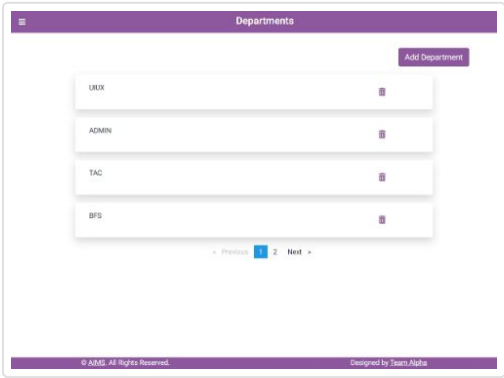 Departments
Add Department
UIUX
ADMIN
TAC
BFS
« Previous 1 2 Next »
© AIMS. All Rights Reserved. Designed by Team Alpha